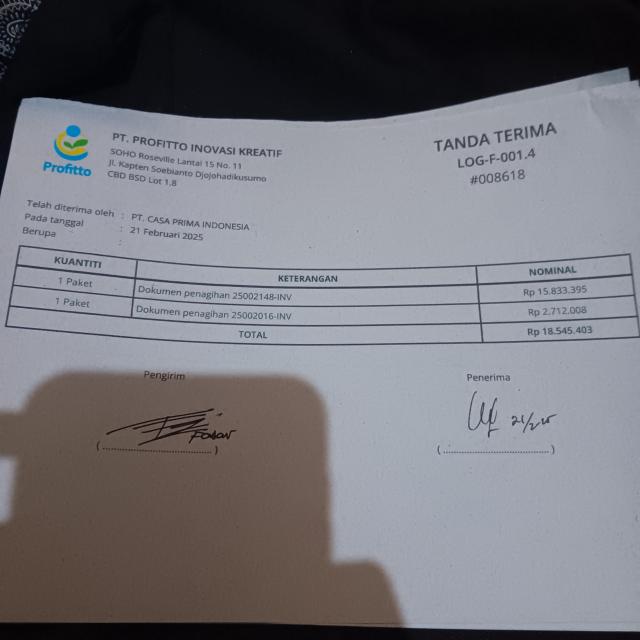 Profitto
PT. PROFITTO INOVASI KREATIF
SOHO Roseville Lantai 15 No. 11
Jl. Kapten Soebianto Djojohadikusumo
CBD BSD Lot 1,8
TANDA TERIMA
LOG-F-001.4
#008618
Telah diterima oleh : PT. CASA PRIMA INDONESIA
Pada tanggal : 21 Februari 2025
Berupa :
KUANTITI KETERANGAN NOMINAL
1 Paket Dokumen penagihan 25002148-INV Rp 15.833.395
1 Paket Dokumen penagihan 25002016-INV Rp 2.712.008
TOTAL Rp 18.545.403
Pengirim Penerima
(....................................) (....................................)